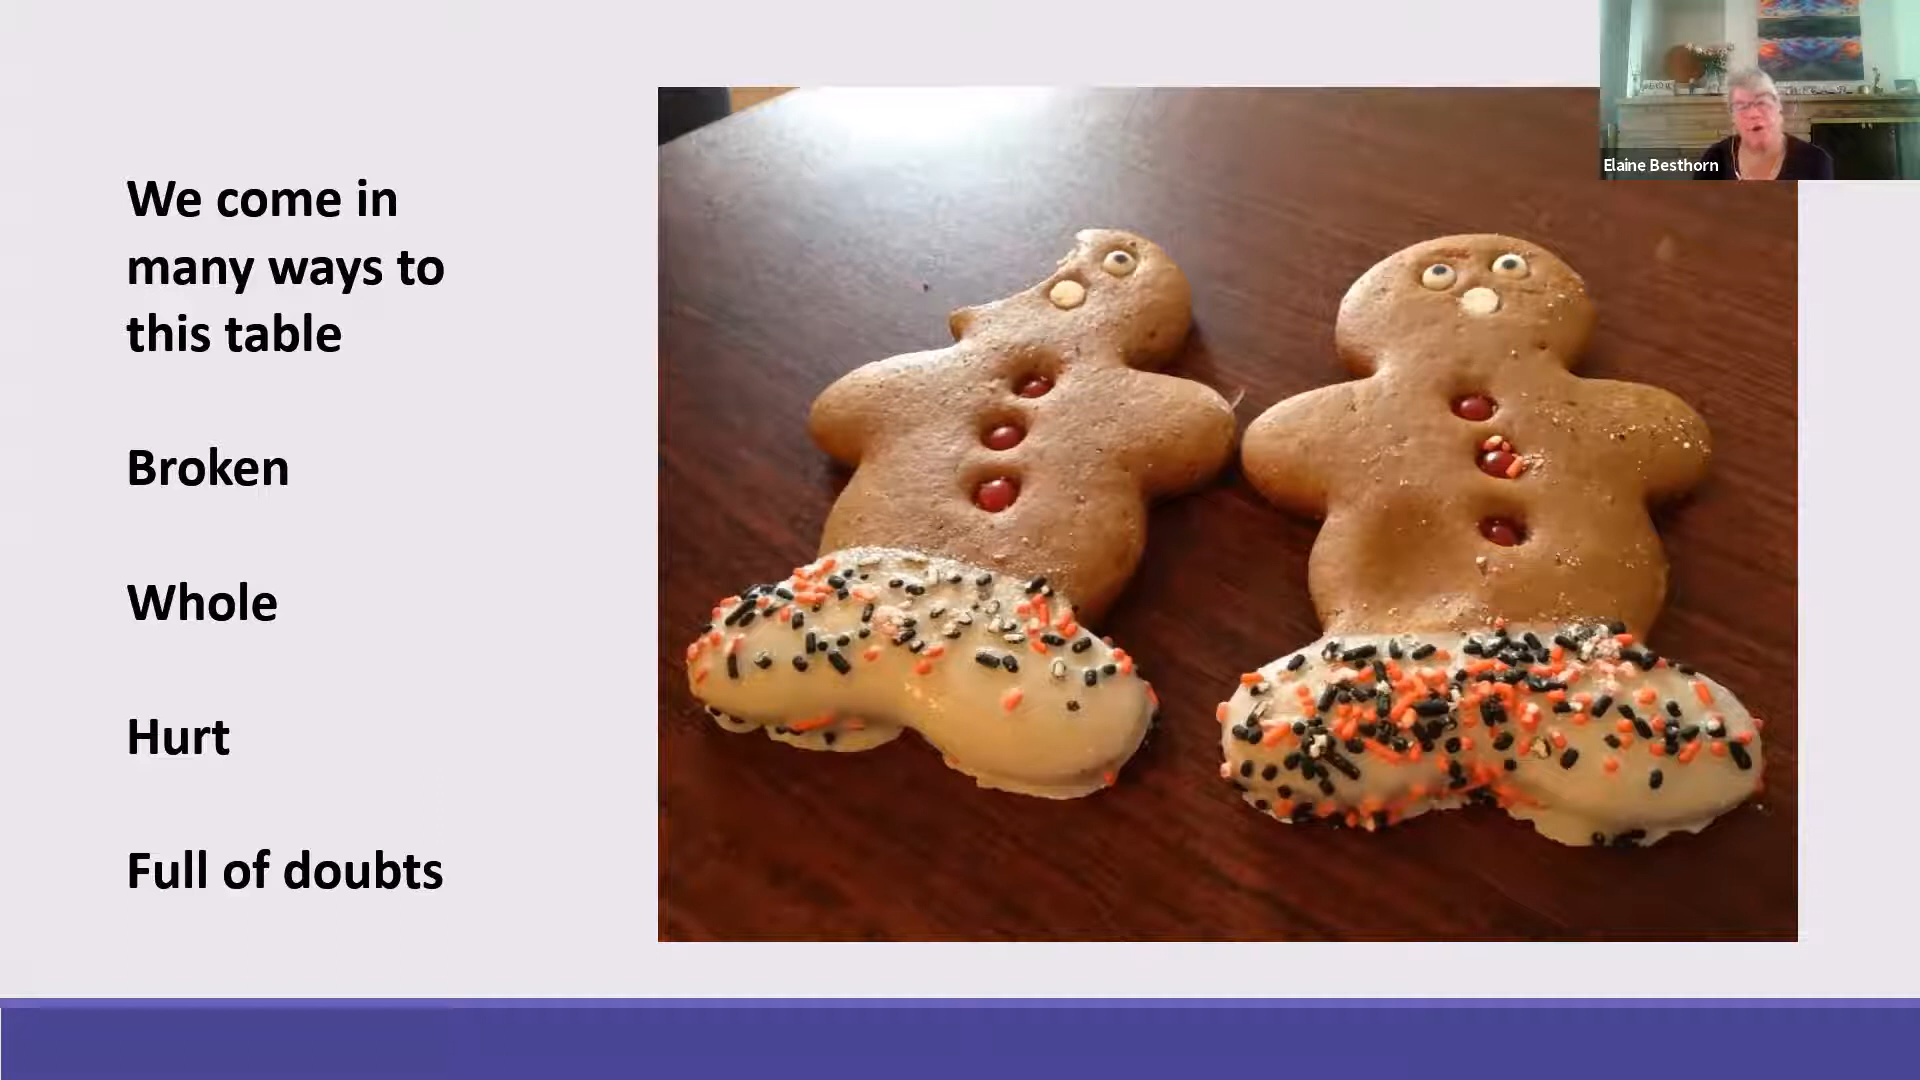 Elaine Besthorn
We come in
many ways to
this table
Broken
Whole
Hurt
Full of doubts